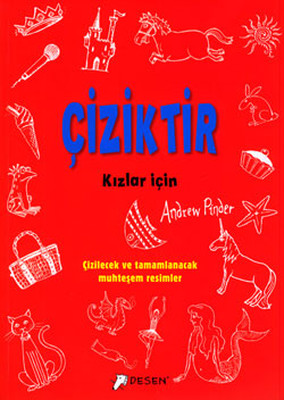 ÇİZİKTİR
Kızlar için
Andrew Pinder
Çizilecek ve tamamlanacak
muhteşem resimler
DESEN